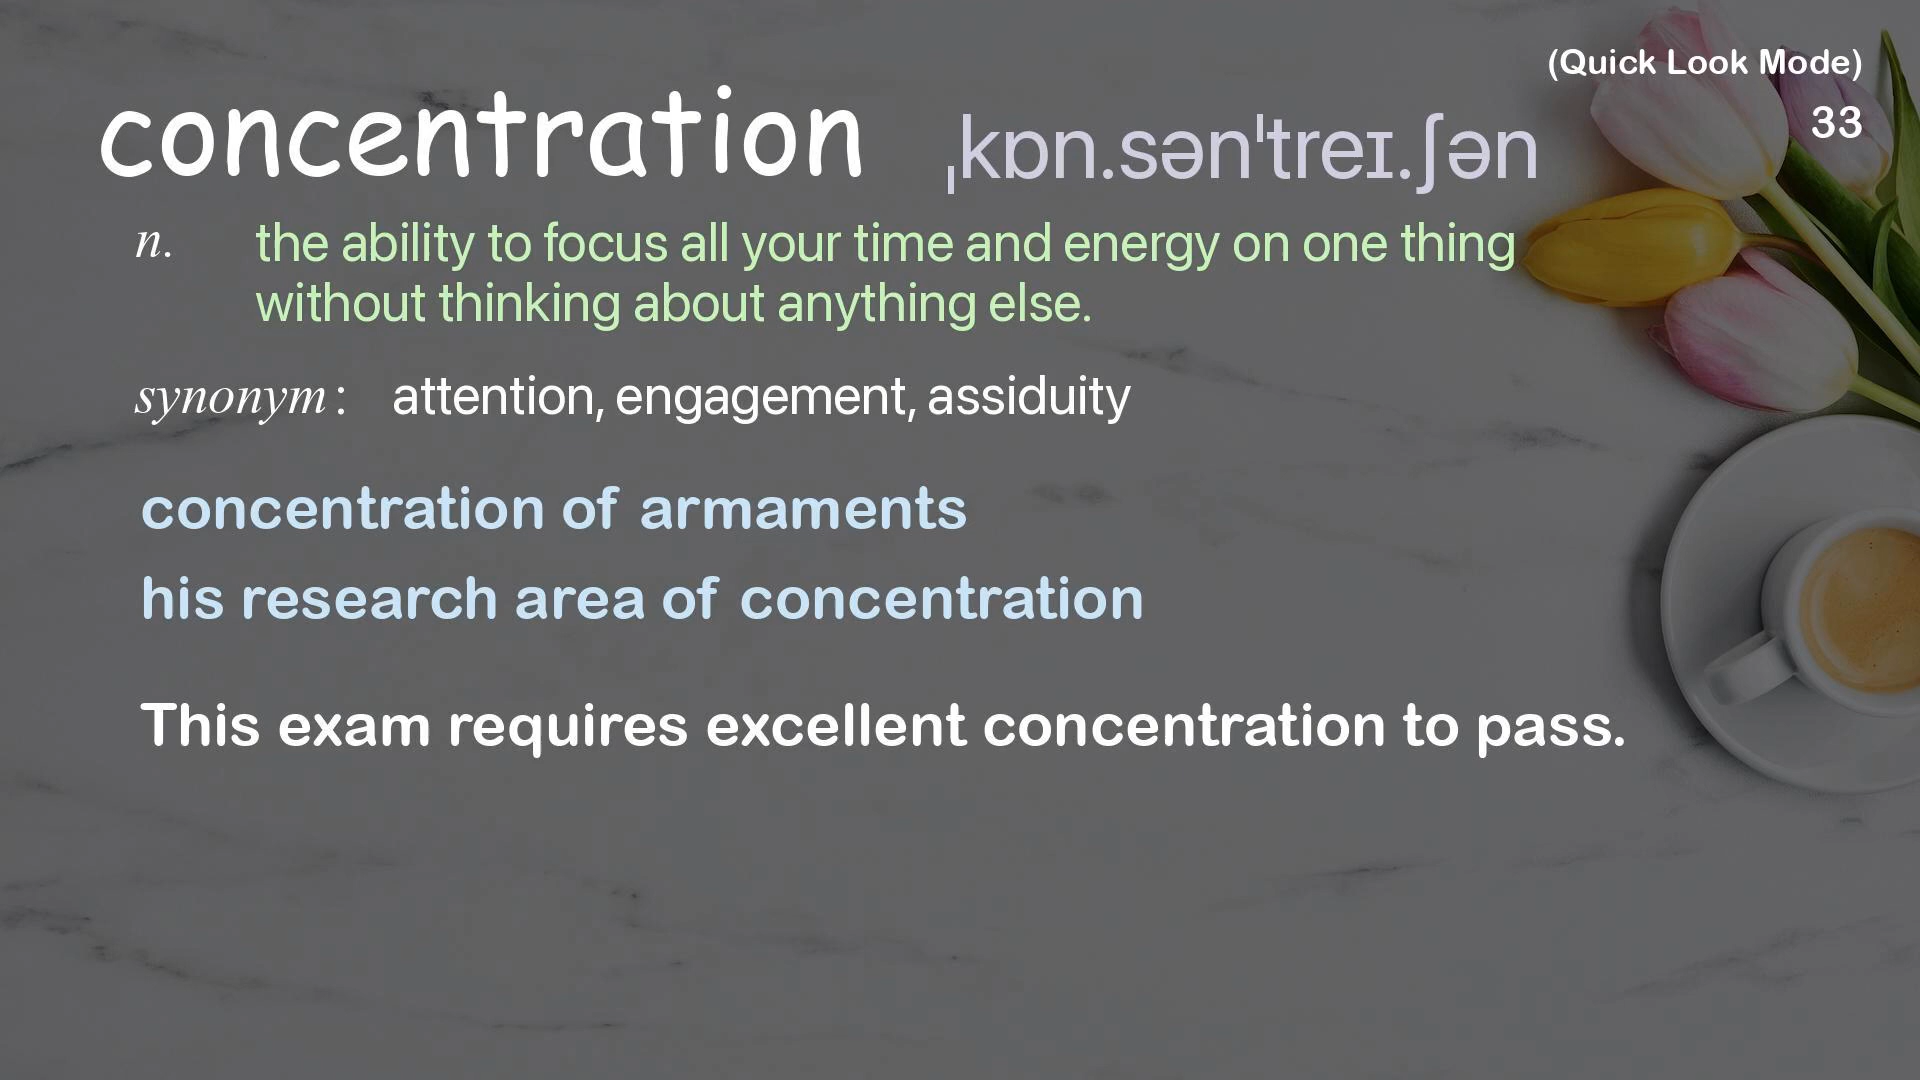 (Quick Look Mode)
33
concentration ˌkɒn.sənˈtreɪ.ʃən
n. the ability to focus all your time and energy on one thing
without thinking about anything else.
synonym: attention, engagement, assiduity
concentration of armaments
his research area of concentration
This exam requires excellent concentration to pass.